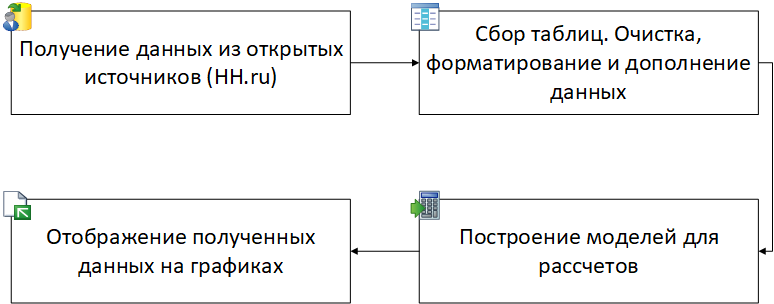 Получение данных из открытых
источников (HH.ru)
Сбор таблиц. Очистка,
форматирование и дополнение
данных
Построение моделей для
рассчетов
Отображение полученных
данных на графиках